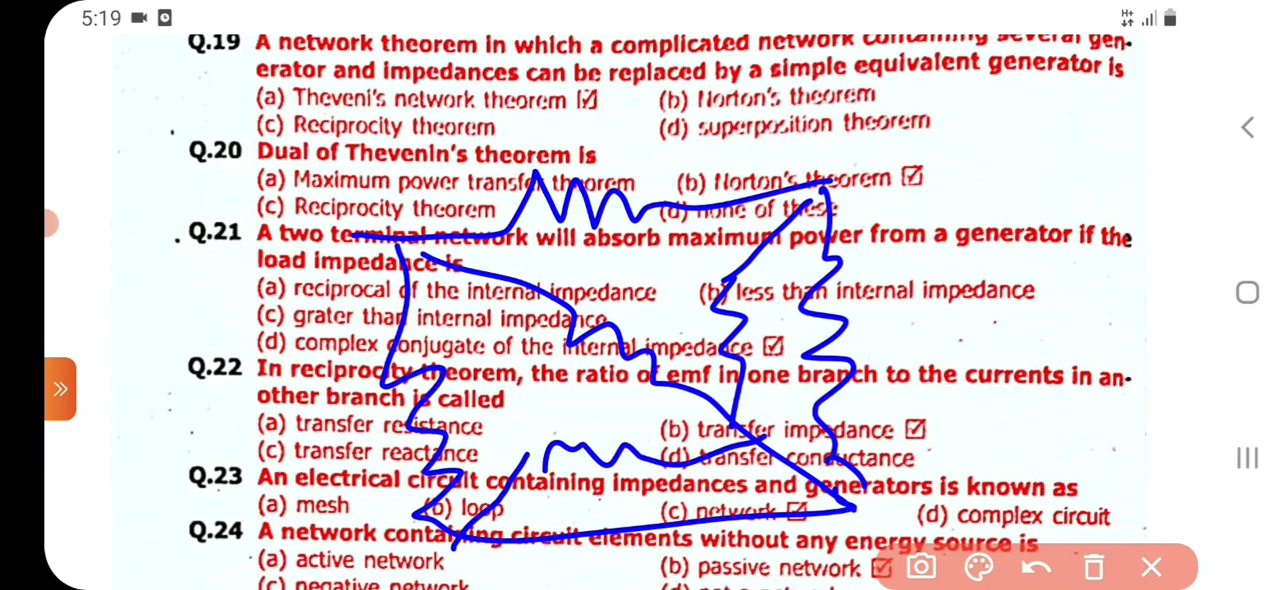 5:19
H+
Q.19 A network theorem in which a complicated network containing several gen-
erator and impedances can be replaced by a simple equivalent generator is
(a) Theveni's network theorem ☑ (b) Norton's theorem
(c) Reciprocity theorem (d) superposition theorem
Q.20 Dual of Thevenin's theorem is
(a) Maximum power transfer theorem (b) Norton's theorem ☑
(c) Reciprocity theorem (d) none of these
Q.21 A two terminal network will absorb maximum power from a generator if the
load impedance is
(a) reciprocal of the internal impedance (b) less than internal impedance
(c) grater than internal impedance
(d) complex conjugate of the internal impedance ☑
Q.22 In reciprocity theorem, the ratio of emf in one branch to the currents in an-
other branch is called
(a) transfer resistance (b) transfer impedance ☑
(c) transfer reactance (d) transfer conductance
Q.23 An electrical circuit containing impedances and generators is known as
(a) mesh (b) loop (c) network ☑ (d) complex circuit
Q.24 A network containing circuit elements without any energy source is
(a) active network (b) passive network ☑
(c) negative network